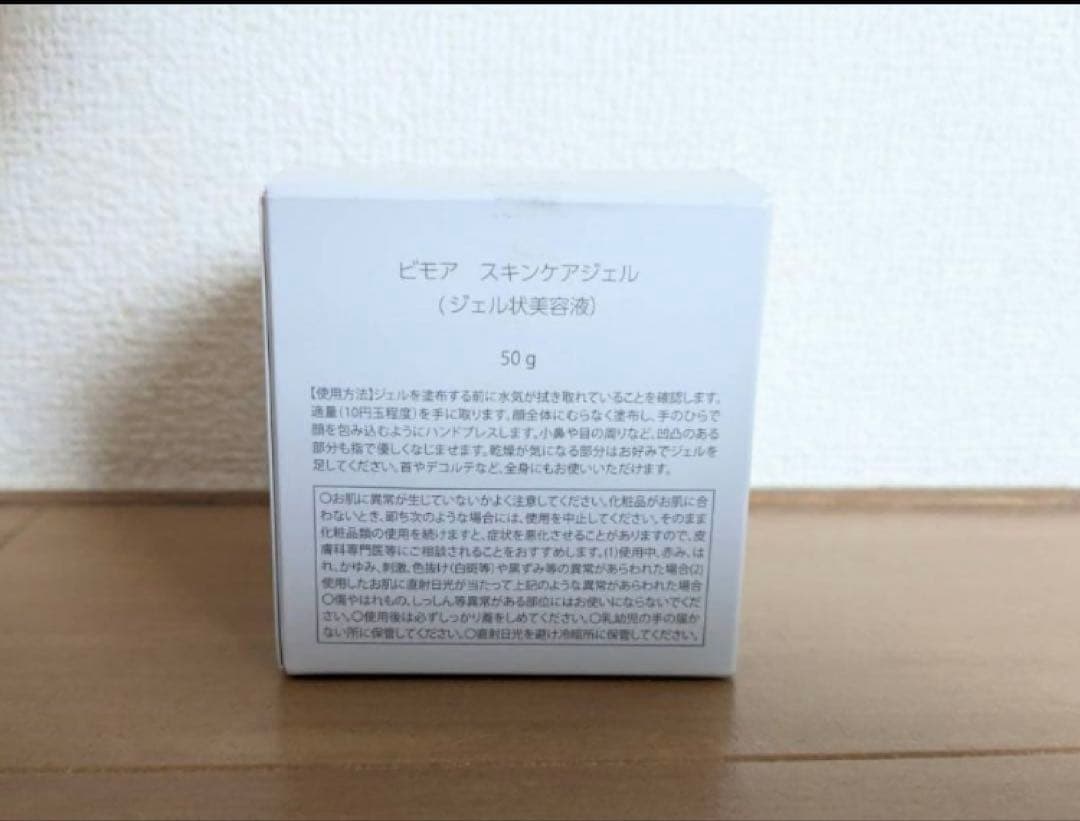 ビモア　スキンケアジェル
(ジェル状美容液)
50g
【使用方法】ジェルを塗布する前に水気が拭き取れていることを確認します。
適量(10円玉程度)を手に取ります。顔全体にむらなく塗布し、手のひらで
顔を包み込むようにハンドプレスします。小鼻や目の周りなど、凹凸のある
部分も指で優しくなじませます。乾燥が気になる部分はお好みでジェルを
足してください。首やデコルテなど、全身にもお使いいただけます。
〇お肌に異常が生じていないかよく注意してください。化粧品がお肌に合
わないとき、即ち次のような場合には、使用を中止してください。そのまま
化粧品類の使用を続けますと、症状を悪化させることがありますので、皮
膚科専門医等にご相談されることをおすすめします。(1)使用中、赤み、は
れ、かゆみ、刺激、色抜け(白斑等)や黒ずみ等の異常があらわれた場合(2)
使用したお肌に直射日光が当たって上記のような異常があらわれた場合
〇傷やはれもの、しっしん等異常がある部位にはお使いにならないでくだ
さい。〇使用後は必ずしっかり蓋をしめてください。〇乳幼児の手の届か
ない所に保管してください。〇直射日光を避け冷暗所に保管してください。